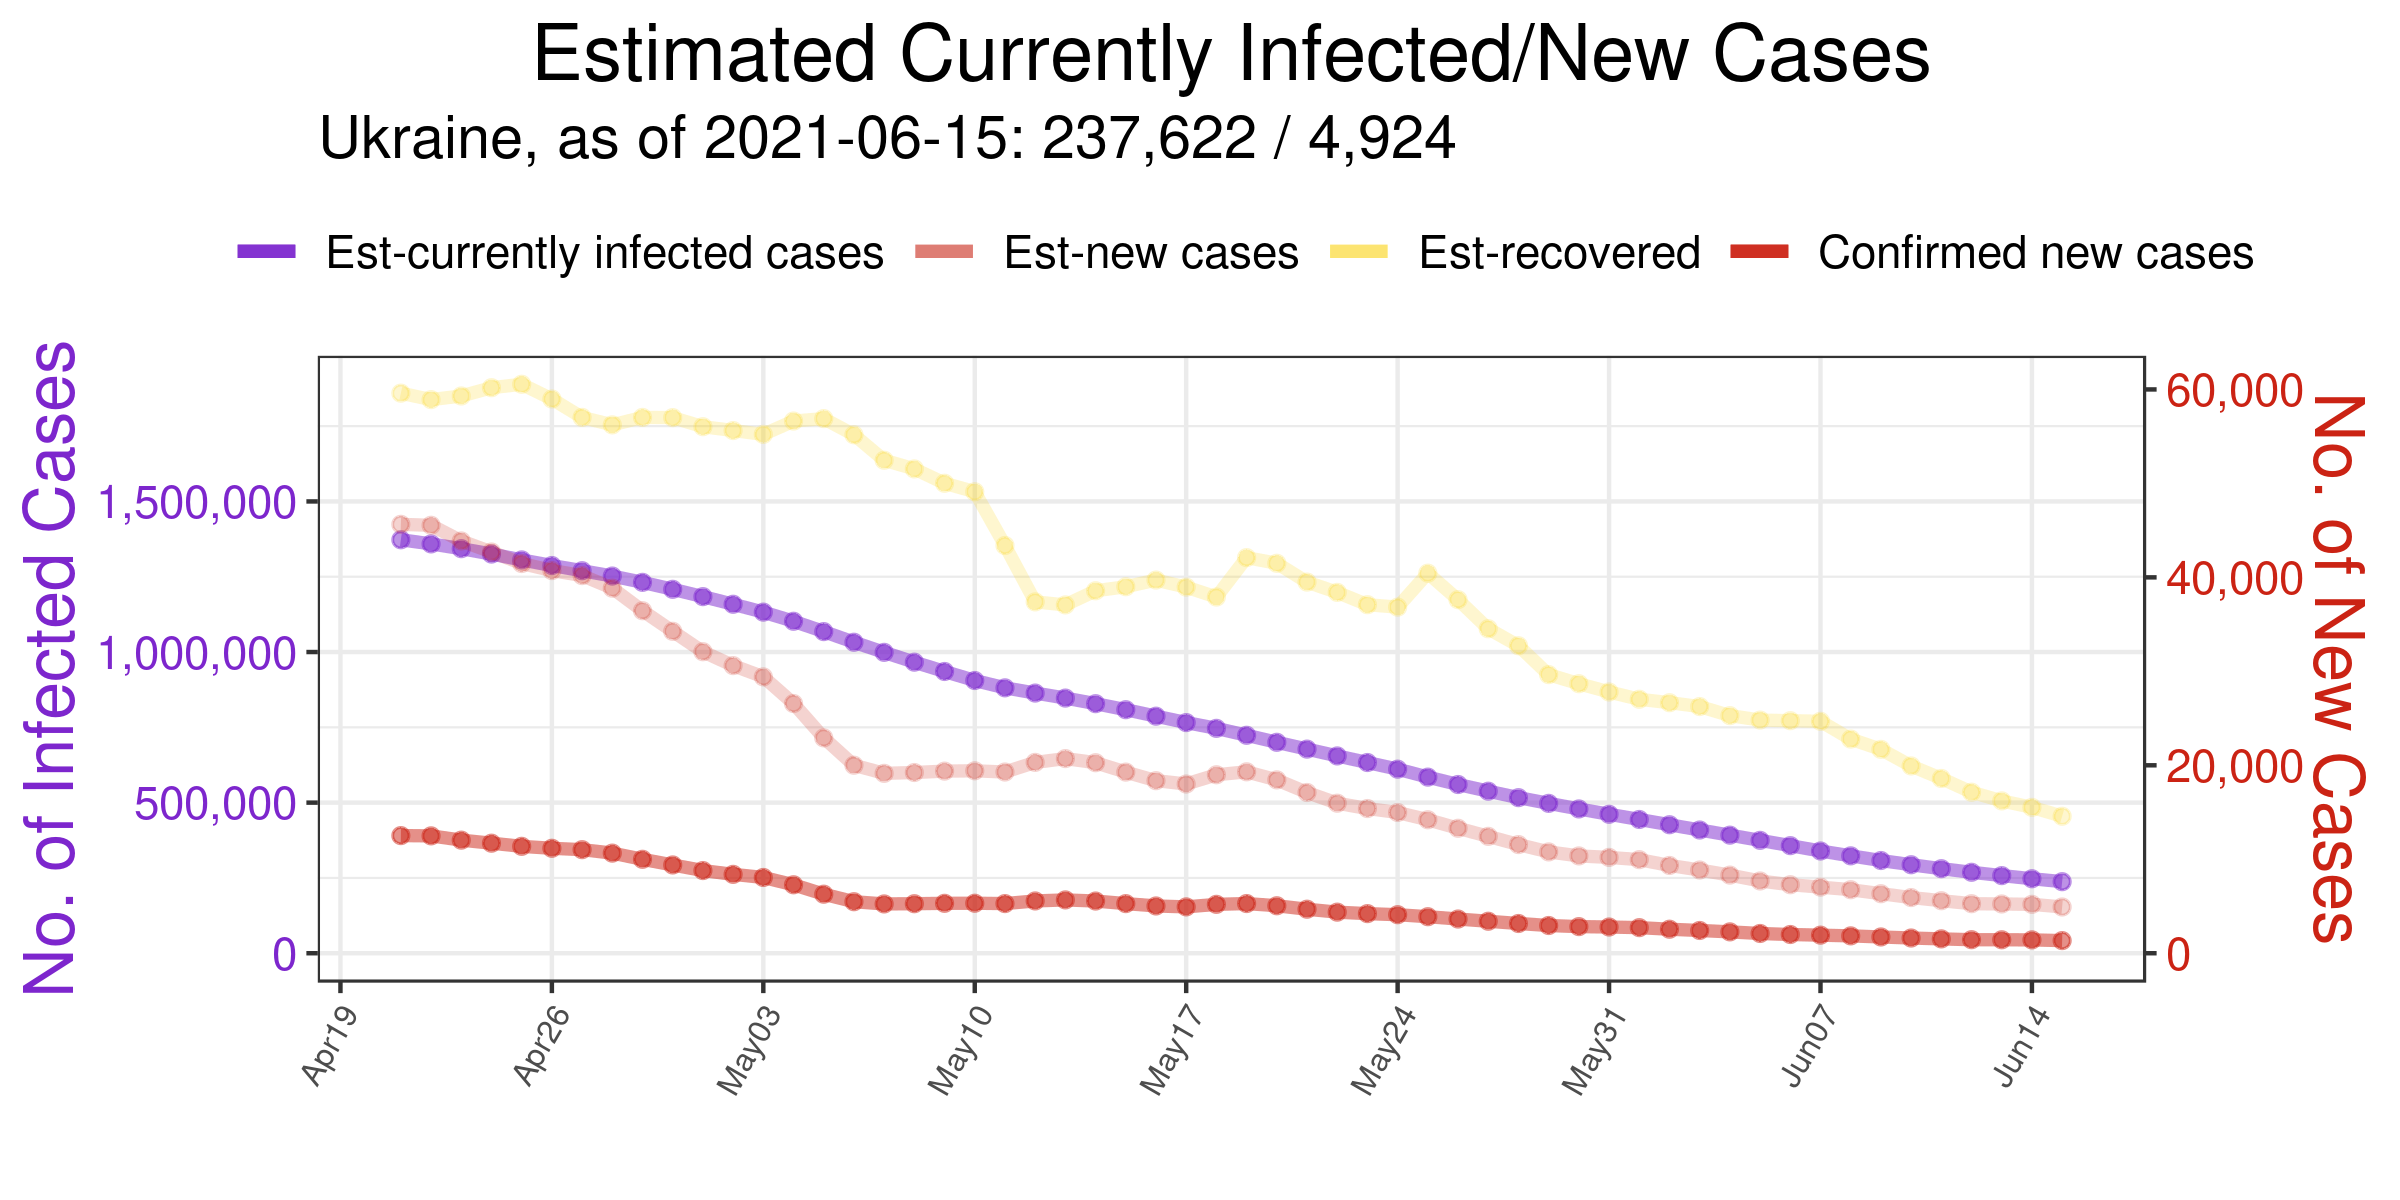 Estimated Currently Infected/New Cases
Ukraine, as of 2021-06-15: 237,622 / 4,924
Est-currently infected cases Est-new cases Est-recovered Confirmed new cases
No. of Infected Cases
1,500,000
1,000,000
500,000
0
60,000
40,000
20,000
0
No. of New Cases
Apr19 Apr26 May03 May10 May17 May24 May31 Jun07 Jun14